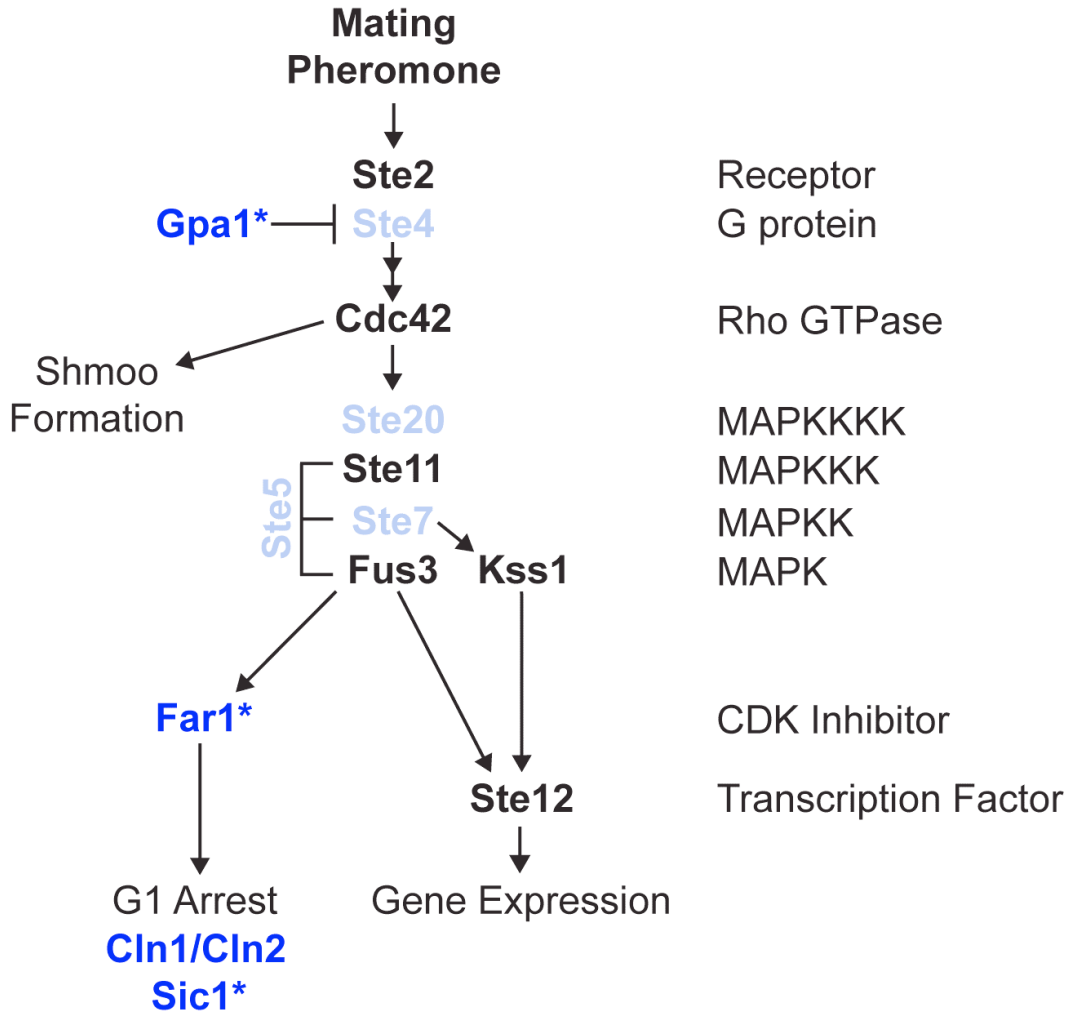 Mating
Pheromone
Ste2
Receptor
Gpa1*
Ste4
G protein
Cdc42
Rho GTPase
Shmoo
Formation
Ste20
MAPKKKK
Ste5
Ste11
MAPKKK
Ste7
MAPKK
Fus3
Kss1
MAPK
Far1*
CDK Inhibitor
Ste12
Transcription Factor
G1 Arrest
Gene Expression
Cln1/Cln2
Sic1*